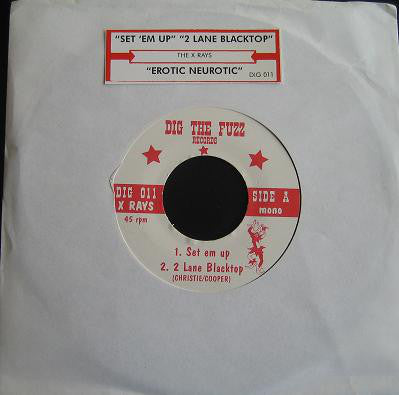 "SET 'EM UP" "2 LANE BLACKTOP"
THE X RAYS
"EROTIC NEUROTIC"
DIG 011
DIG THE FUZZ
RECORDS
DIG 011
X RAYS
45 rpm
SIDE A
mono
1. Set em up
2. 2 Lane Blacktop
(CHRISTIE/COOPER)